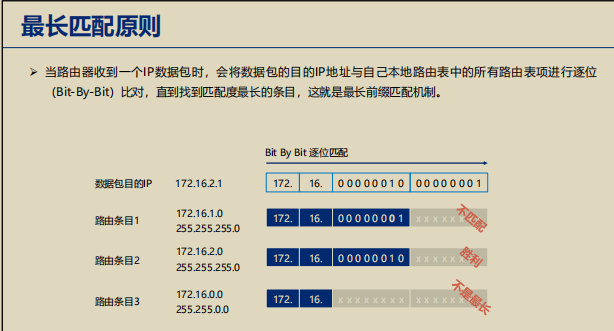 最长匹配原则
➢ 当路由器收到一个IP数据包时，会将数据包的目的IP地址与自己本地路由表中的所有路由表项进行逐位
（Bit-By-Bit）比对，直到找到匹配度最长的条目，这就是最长前缀匹配机制。
Bit By Bit 逐位匹配
数据包目的IP 172.16.2.1 172. 16. 0 0 0 0 0 0 1 0 0 0 0 0 0 0 0 1
路由条目1 172.16.1.0 172. 16. 0 0 0 0 0 0 0 1 x x x x x x x x 不匹配
255.255.255.0
路由条目2 172.16.2.0 172. 16. 0 0 0 0 0 0 1 0 x x x x x x x x 胜利
255.255.255.0
路由条目3 172.16.0.0 172. 16. x x x x x x x x x x x x x x x x 不是最长
255.255.0.0